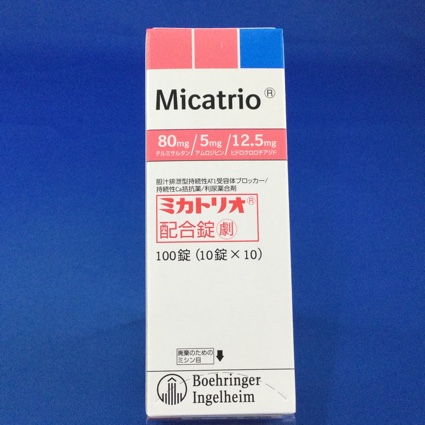 Micatrio®
80mg/5mg/12.5mg
テルミサルタン/アムロジピン/ヒドロクロロチアジド
胆汁排泄型持続性AT1受容体ブロッカー/
持続性Ca拮抗薬/利尿薬合剤
ミカトリオ®
配合錠 劇
100錠 (10錠×10)
廃棄のための
ミシン目
Boehringer
Ingelheim